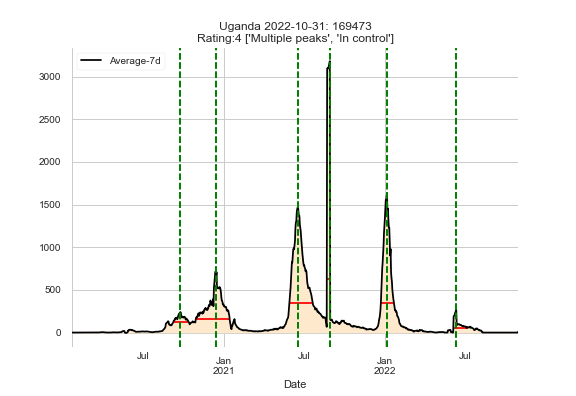 Uganda 2022-10-31: 169473
Rating:4 ['Multiple peaks', 'In control']
Average-7d
3000
2500
2000
1500
1000
500
0
Jul
Jan
2021
Jul
Jan
2022
Jul
Date